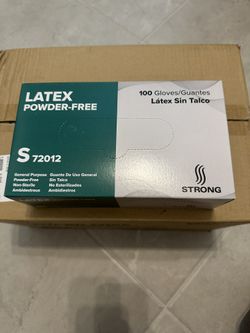 LATEX
POWDER-FREE
100 Gloves/Guantes
Látex Sin Talco
S 72012
General Purpose
Powder-Free
Non-Sterile
Ambidextrous
Guante De Uso General
Sin Talco
No Esterilizados
Ambidiestros
STRONG